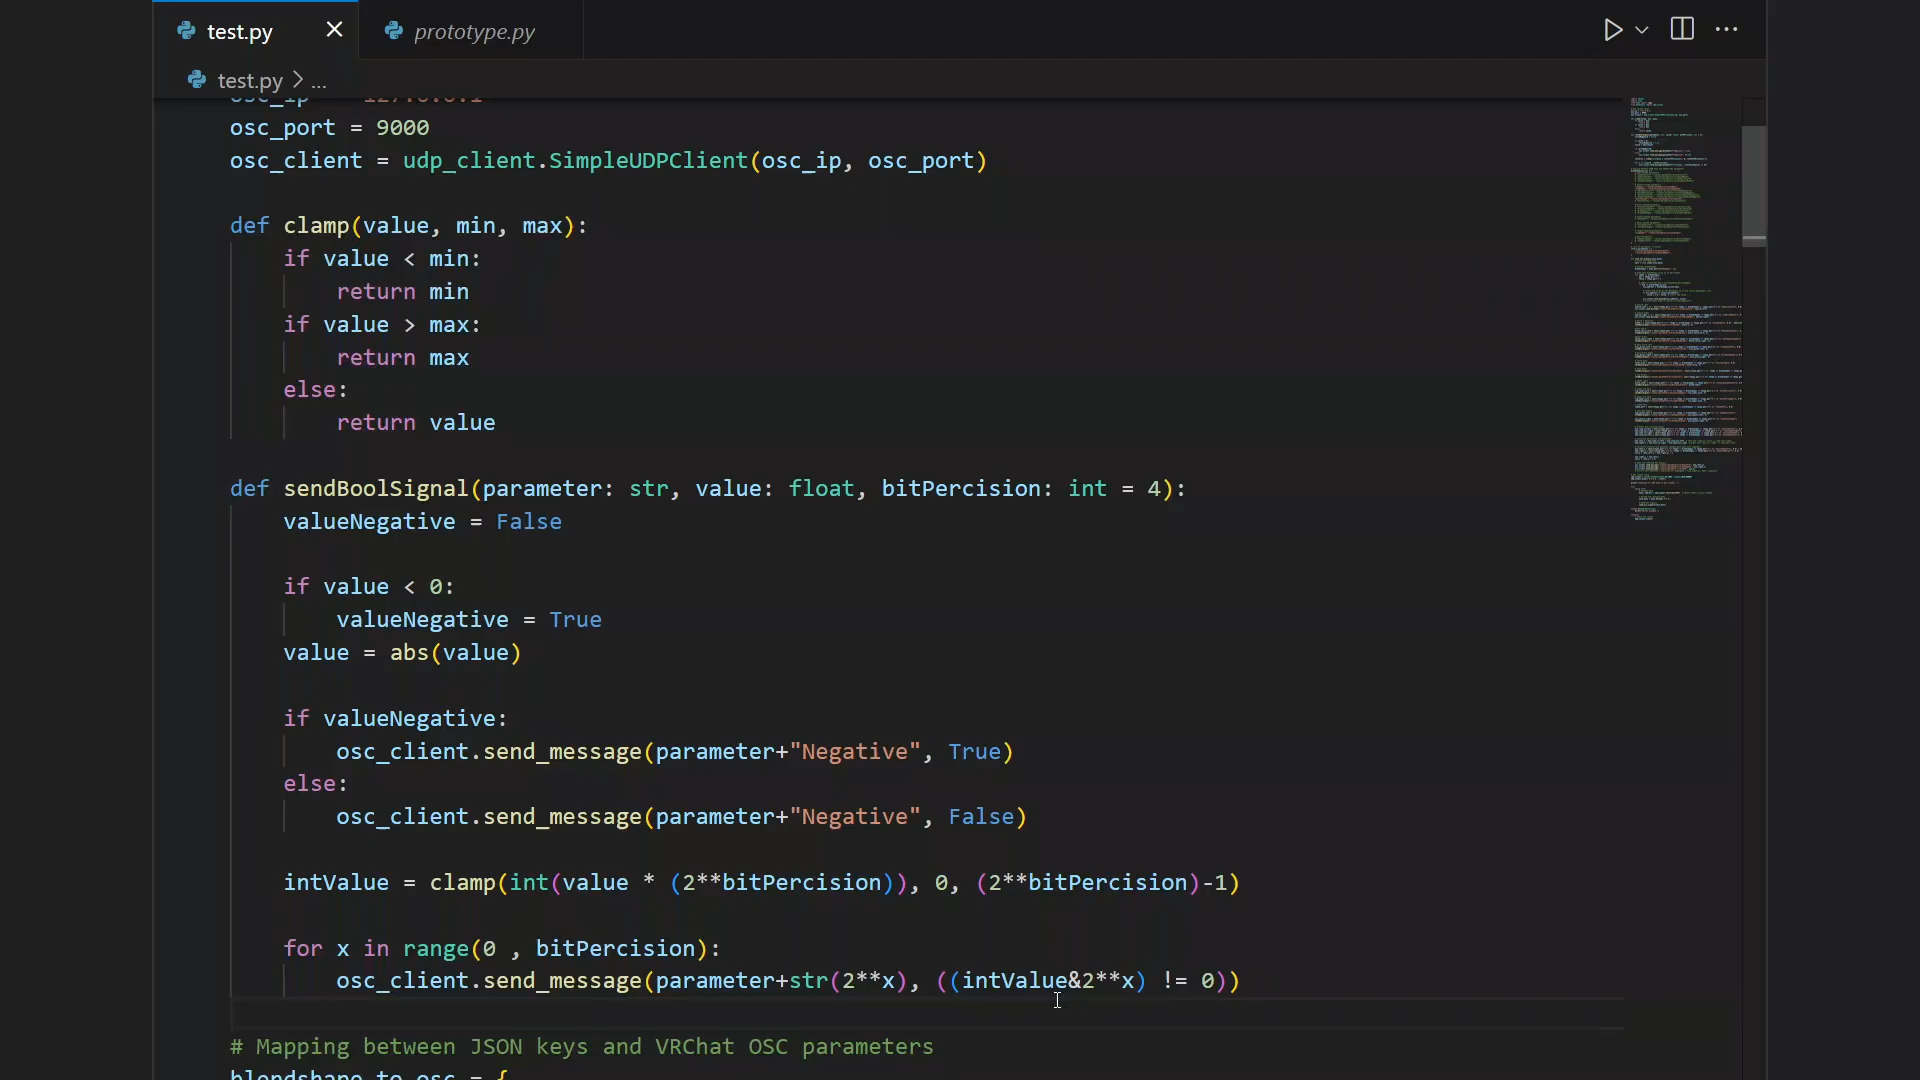 test.py
prototype.py
test.py > ...
osc_port = 9000
osc_client = udp_client.SimpleUDPClient(osc_ip, osc_port)
def clamp(value, min, max):
if value < min:
return min
if value > max:
return max
else:
return value
def sendBoolSignal(parameter: str, value: float, bitPercision: int = 4):
valueNegative = False
if value < 0:
valueNegative = True
value = abs(value)
if valueNegative:
osc_client.send_message(parameter+"Negative", True)
else:
osc_client.send_message(parameter+"Negative", False)
intValue = clamp(int(value * (2**bitPercision)), 0, (2**bitPercision)-1)
for x in range(0 , bitPercision):
osc_client.send_message(parameter+str(2**x), ((intValue&2**x) != 0))
# Mapping between JSON keys and VRChat OSC parameters
blendshape_to_osc = {